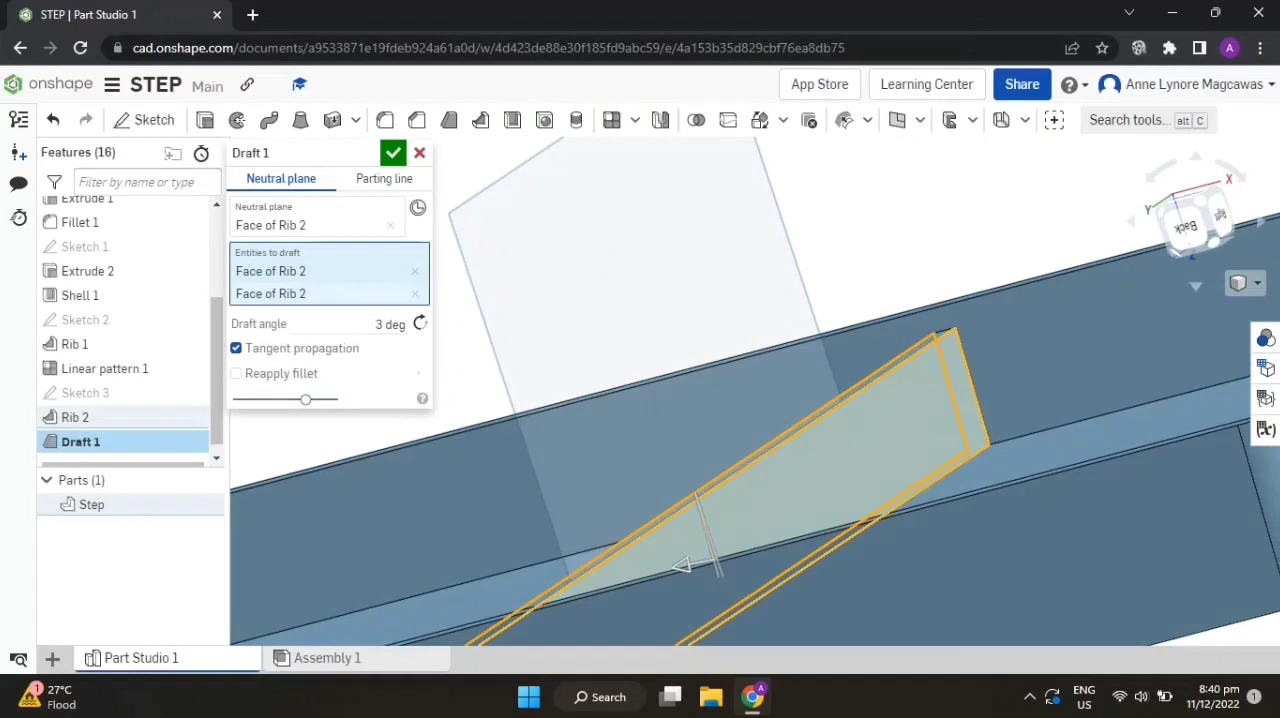 STEP | Part Studio 1
cad.onshape.com/documents/a9533871e19fdeb924a61a0d/w/4d423de88e30f185fd9abc59/e/4a153b35d829cbf76ea8db75
A
onshape STEP Main
App Store
Learning Center
Share
Anne Lynore Magcawas
Sketch
Search tools... alt C
Features (16)
Filter by name or type
Extrude 1
Fillet 1
Sketch 1
Extrude 2
Shell 1
Sketch 2
Rib 1
Linear pattern 1
Sketch 3
Rib 2
Draft 1
Parts (1)
Step
Draft 1
Neutral plane
Parting line
Neutral plane
Face of Rib 2
Entities to draft
Face of Rib 2
Face of Rib 2
Draft angle 3 deg
Tangent propagation
Reapply fillet
X
Y
Z
Back
Part Studio 1
Assembly 1
1
27°C
Flood
Search
A
ENG
US
8:40 pm
11/12/2022
1